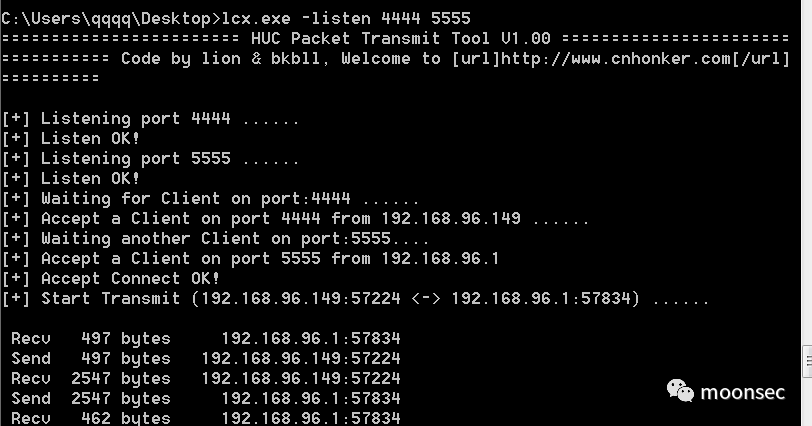 C:\Users\qqqq\Desktop>lcx.exe -listen 4444 5555
======================== HUC Packet Transmit Tool V1.00 =======================
=========== Code by lion & bkbll, Welcome to [url]http://www.cnhonker.com[/url]
==========
[+] Listening port 4444 ......
[+] Listen OK!
[+] Listening port 5555 ......
[+] Listen OK!
[+] Waiting for Client on port:4444 ......
[+] Accept a Client on port 4444 from 192.168.96.149 ......
[+] Waiting another Client on port:5555....
[+] Accept a Client on port 5555 from 192.168.96.1
[+] Accept Connect OK!
[+] Start Transmit (192.168.96.149:57224 <-> 192.168.96.1:57834) ......
Recv   497 bytes     192.168.96.1:57834
Send   497 bytes   192.168.96.149:57224
Recv  2547 bytes   192.168.96.149:57224
Send  2547 bytes     192.168.96.1:57834
Recv   462 bytes     192.168.96.1:57834
moonsec